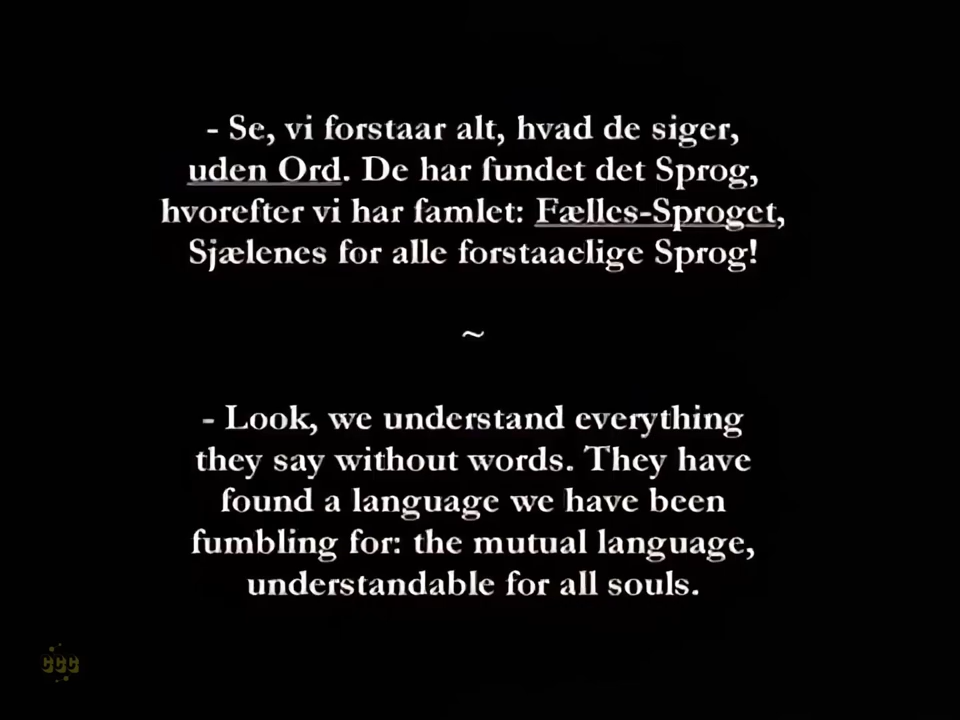 - Se, vi forstaar alt, hvad de siger,
uden Ord. De har fundet det Sprog,
hvorefter vi har famlet: Fælles-Sproget,
Sjælenes for alle forstaaelige Sprog!
~
- Look, we understand everything
they say without words. They have
found a language we have been
fumbling for: the mutual language,
understandable for all souls.
CCC